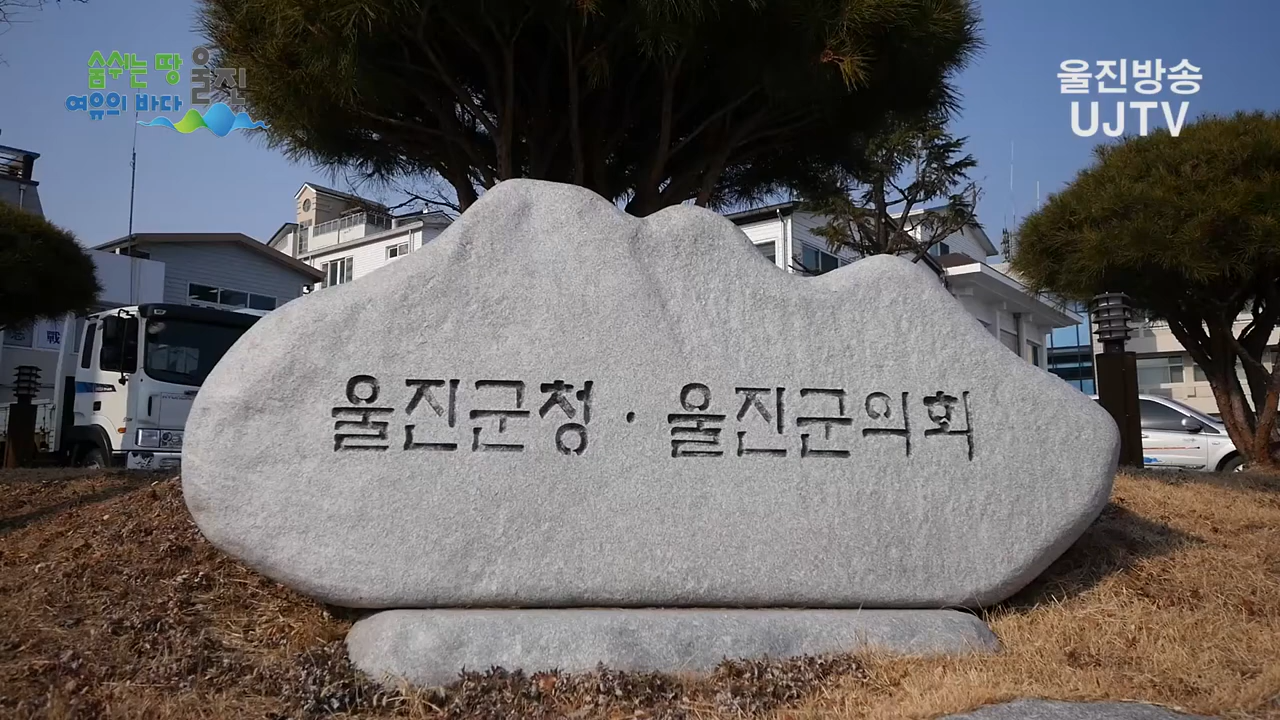 숨쉬는 땅 울진
여유의 바다
울진방송
UJTV
울진군청 · 울진군의회